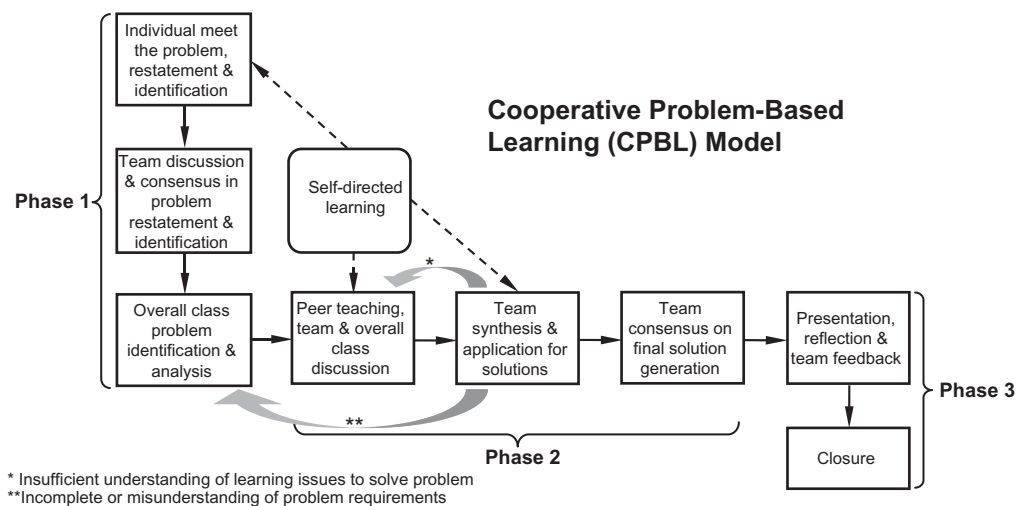 Individual meet
the problem,
restatement &
identification
Cooperative Problem-Based
Learning (CPBL) Model
Team discussion
& consensus in
problem
restatement &
identification
Phase 1
Self-directed
learning
*
Overall class
problem
identification &
analysis
Peer teaching,
team & overall
class
discussion
Team
synthesis &
application for
solutions
Team
consensus on
final solution
generation
Presentation,
reflection &
team feedback
Phase 3
**
Phase 2
Closure
* Insufficient understanding of learning issues to solve problem
**Incomplete or misunderstanding of problem requirements